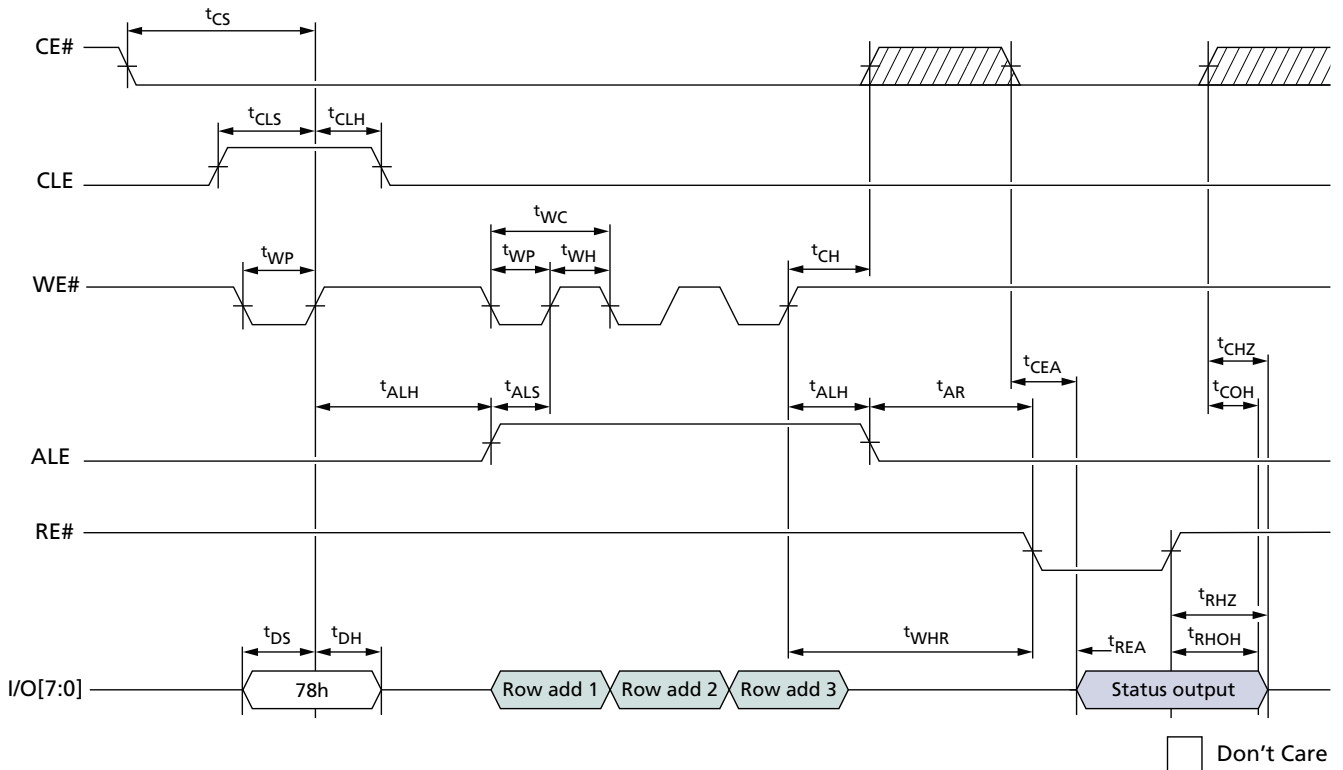 tCS
CE#
tCLS
tCLH
CLE
tWC
tWP
tWP
tWH
tCH
WE#
tCHZ
tCEA
tALH
tALS
tALH
tAR
tCOH
ALE
RE#
tRHZ
tDS
tDH
tWHR
tREA
tRHOH
I/O[7:0]
78h
Row add 1
Row add 2
Row add 3
Status output
Don't Care